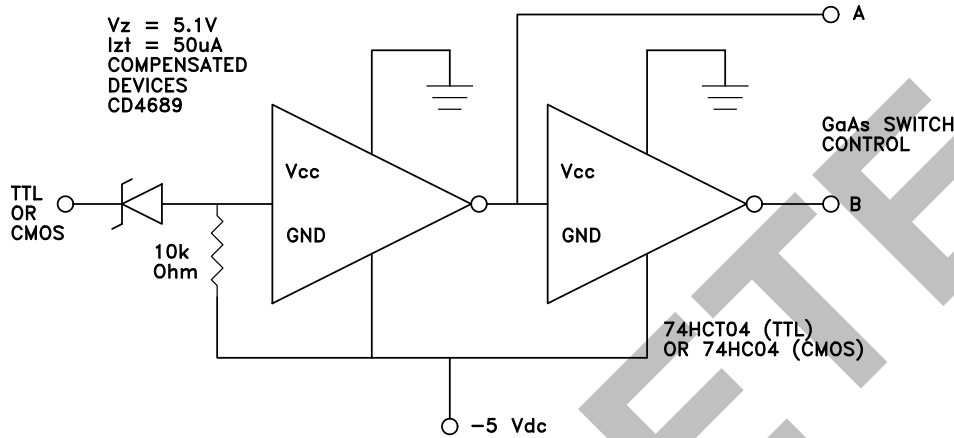 Vz = 5.1V
Izt = 50uA
COMPENSATED
DEVICES
CD4689
A
GaAs SWITCH
CONTROL
Vcc
Vcc
TTL
OR
CMOS
B
GND
GND
10k
Ohm
74HCT04 (TTL)
OR 74HC04 (CMOS)
-5 Vdc
ETE